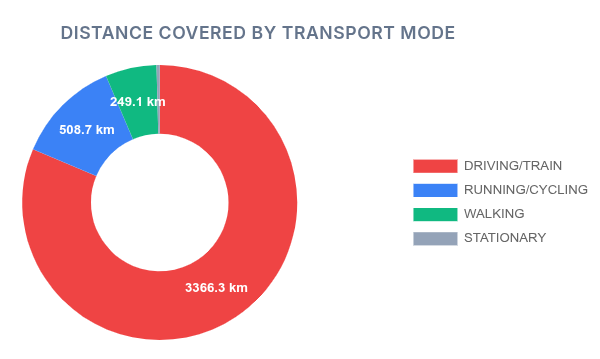 DISTANCE COVERED BY TRANSPORT MODE
249.1 km
508.7 km
DRIVING/TRAIN
RUNNING/CYCLING
WALKING
STATIONARY
3366.3 km